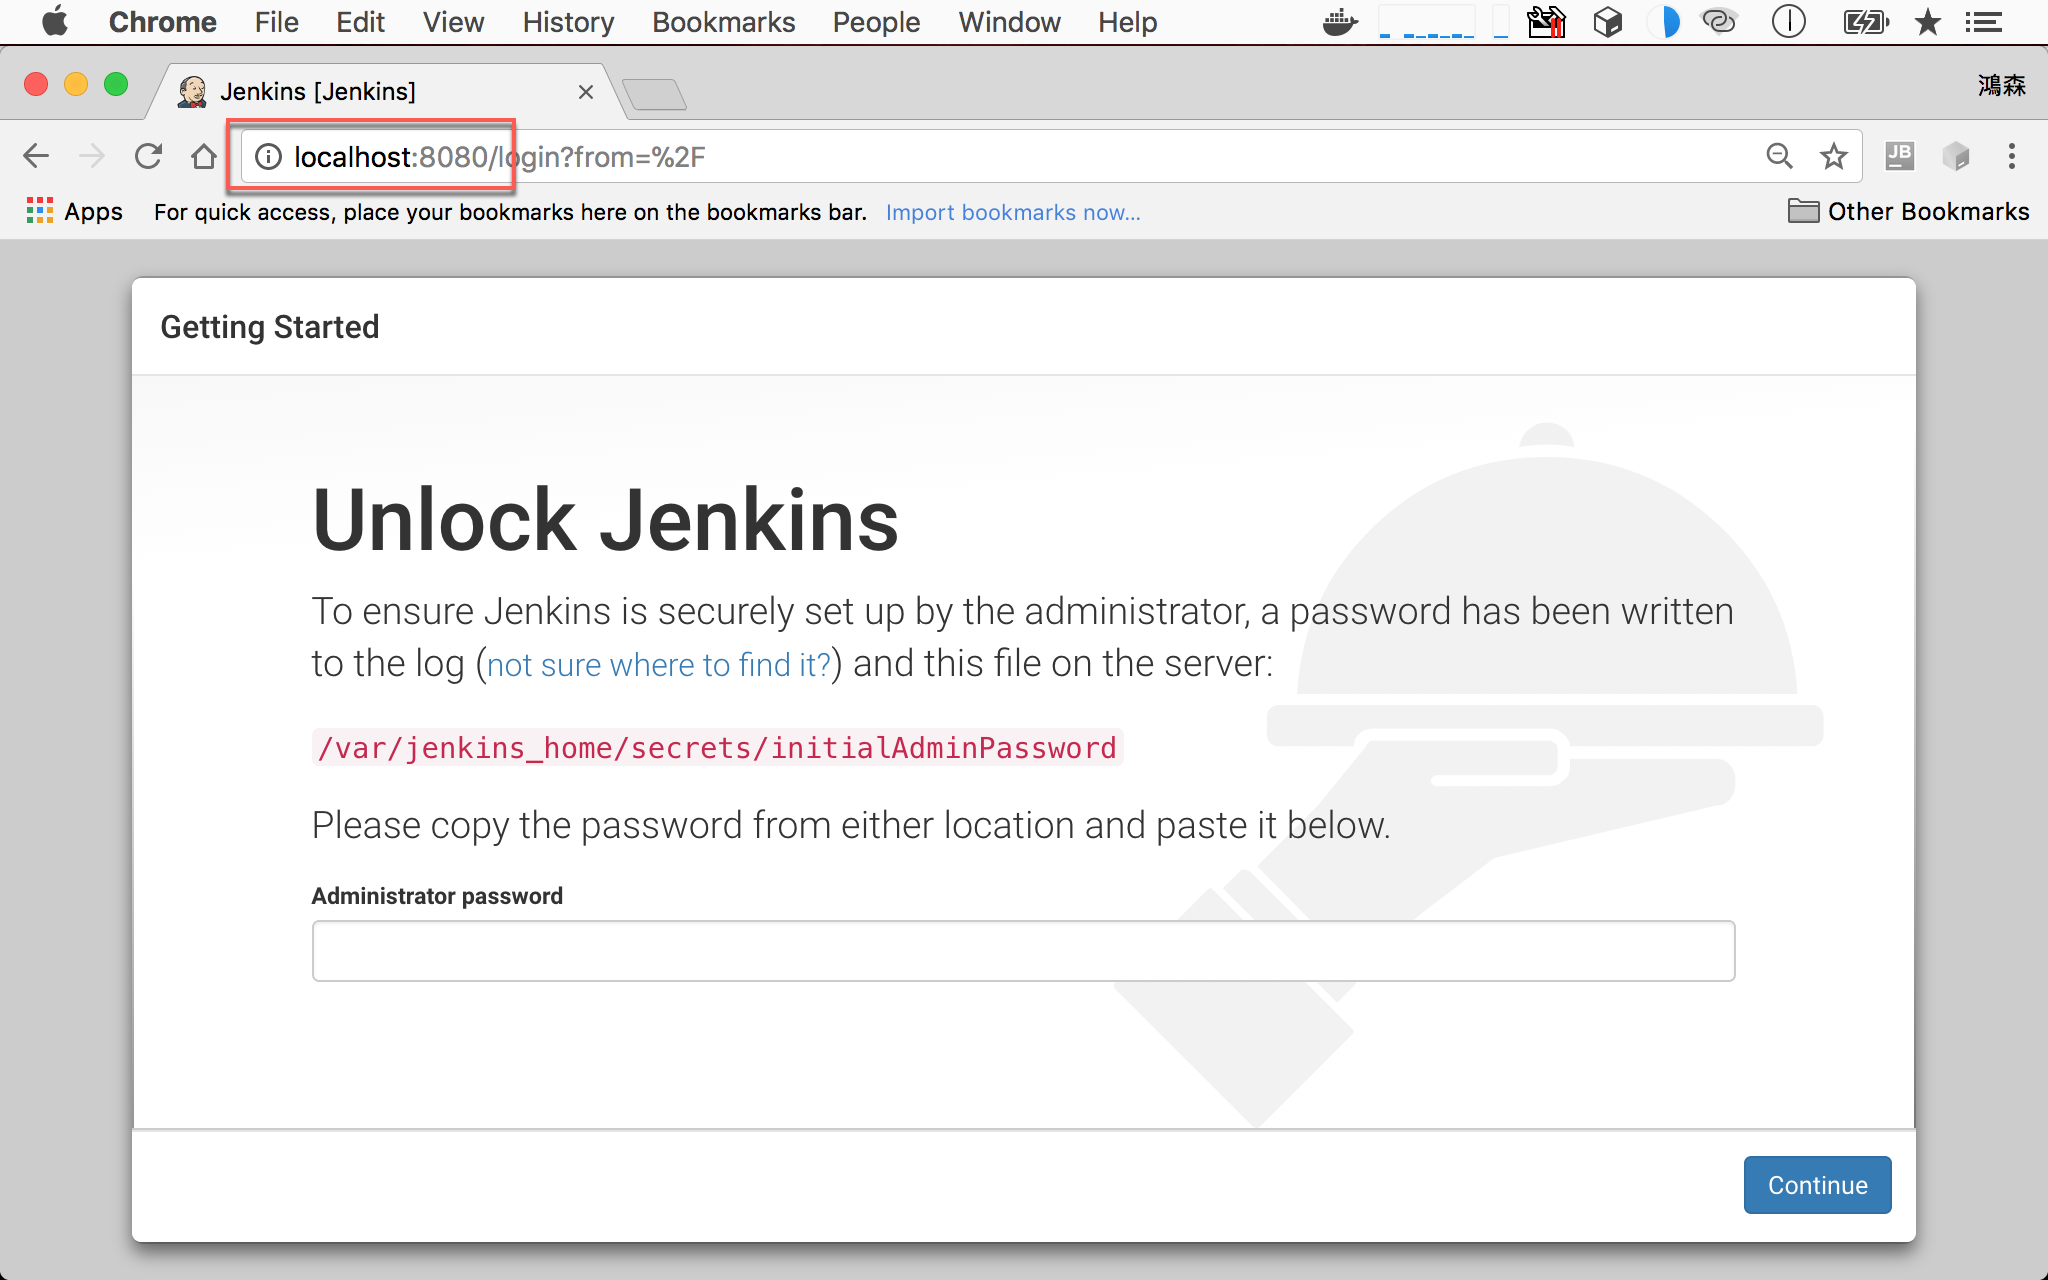 Chrome File Edit View History Bookmarks People Window Help
Jenkins [Jenkins]
鴻森
localhost:8080/login?from=%2F
JB
Apps For quick access, place your bookmarks here on the bookmarks bar. Import bookmarks now... Other Bookmarks
Getting Started
Unlock Jenkins
To ensure Jenkins is securely set up by the administrator, a password has been written
to the log (not sure where to find it?) and this file on the server:
/var/jenkins_home/secrets/initialAdminPassword
Please copy the password from either location and paste it below.
Administrator password
Continue